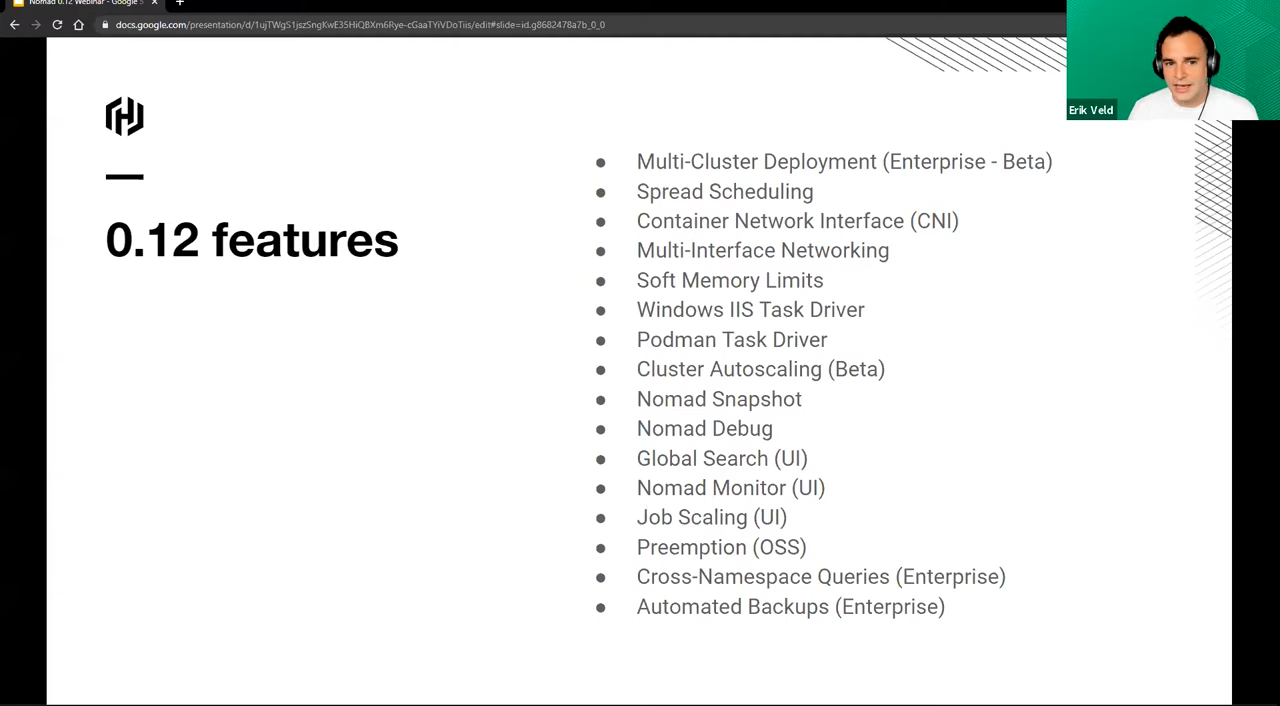 Nomad 0.12 Webinar - Google S
docs.google.com/presentation/d/1ujTWgS1jszSngKwE35HiQBXm6Rye-cGaaTYiVDoTiis/edit#slide=id.g8682478a7b_0_0
Erik Veld
0.12 features
● Multi-Cluster Deployment (Enterprise - Beta)
● Spread Scheduling
● Container Network Interface (CNI)
● Multi-Interface Networking
● Soft Memory Limits
● Windows IIS Task Driver
● Podman Task Driver
● Cluster Autoscaling (Beta)
● Nomad Snapshot
● Nomad Debug
● Global Search (UI)
● Nomad Monitor (UI)
● Job Scaling (UI)
● Preemption (OSS)
● Cross-Namespace Queries (Enterprise)
● Automated Backups (Enterprise)